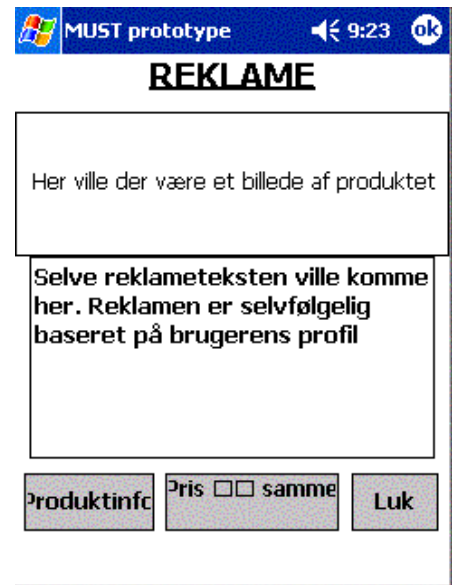 MUST prototype 9:23 ok
REKLAME
Her ville der være et billede af produktet
Selve reklameteksten ville komme
her. Reklamen er selvfølgelig
baseret på brugerens profil
Produktinfo Pris □□ samme Luk